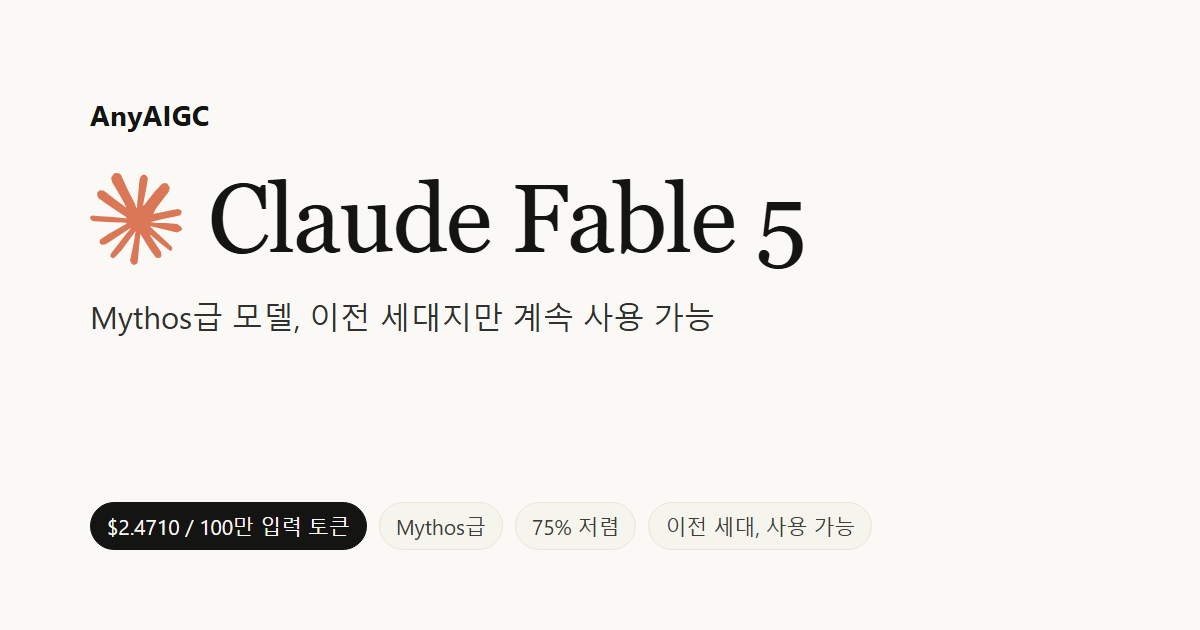 AnyAIGC
Claude Fable 5
Mythos급 모델, 이전 세대지만 계속 사용 가능
$2.4710 / 100만 입력 토큰
Mythos급
75% 저렴
이전 세대, 사용 가능